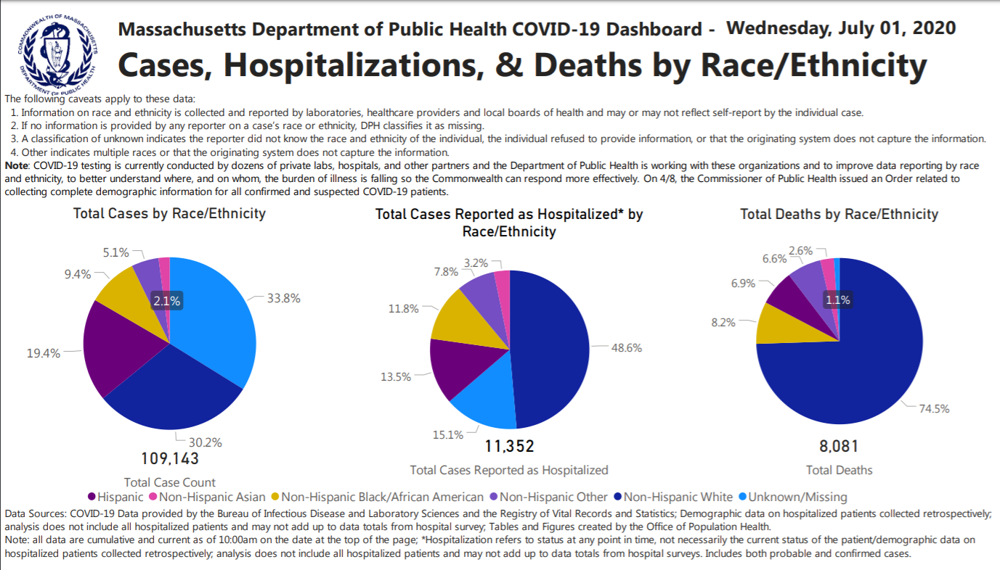 COMMONWEALTH OF MASSACHUSETTS
DEPARTMENT OF PUBLIC HEALTH
Massachusetts Department of Public Health COVID-19 Dashboard - Wednesday, July 01, 2020
Cases, Hospitalizations, & Deaths by Race/Ethnicity
The following caveats apply to these data:
1. Information on race and ethnicity is collected and reported by laboratories, healthcare providers and local boards of health and may or may not reflect self-report by the individual case.
2. If no information is provided by any reporter on a case's race or ethnicity, DPH classifies it as missing.
3. A classification of unknown indicates the reporter did not know the race and ethnicity of the individual, the individual refused to provide information, or that the originating system does not capture the information.
4. Other indicates multiple races or that the originating system does not capture the information.
Note: COVID-19 testing is currently conducted by dozens of private labs, hospitals, and other partners and the Department of Public Health is working with these organizations and to improve data reporting by race
and ethnicity, to better understand where, and on whom, the burden of illness is falling so the Commonwealth can respond more effectively. On 4/8, the Commissioner of Public Health issued an Order related to
collecting complete demographic information for all confirmed and suspected COVID-19 patients.
Total Cases by Race/Ethnicity
5.1%
9.4%
2.1%
33.8%
19.4%
30.2%
109,143
Total Case Count
Total Cases Reported as Hospitalized* by
Race/Ethnicity
3.2%
7.8%
11.8%
48.6%
13.5%
15.1%
11,352
Total Cases Reported as Hospitalized
Total Deaths by Race/Ethnicity
2.6%
6.6%
6.9%
1.1%
8.2%
74.5%
8,081
Total Deaths
Hispanic Non-Hispanic Asian Non-Hispanic Black/African American Non-Hispanic Other Non-Hispanic White Unknown/Missing
Data Sources: COVID-19 Data provided by the Bureau of Infectious Disease and Laboratory Sciences and the Registry of Vital Records and Statistics; Demographic data on hospitalized patients collected retrospectively;
analysis does not include all hospitalized patients and may not add up to data totals from hospital survey; Tables and Figures created by the Office of Population Health.
Note: all data are cumulative and current as of 10:00am on the date at the top of the page; *Hospitalization refers to status at any point in time, not necessarily the current status of the patient/demographic data on
hospitalized patients collected retrospectively; analysis does not include all hospitalized patients and may not add up to data totals from hospital surveys. Includes both probable and confirmed cases.